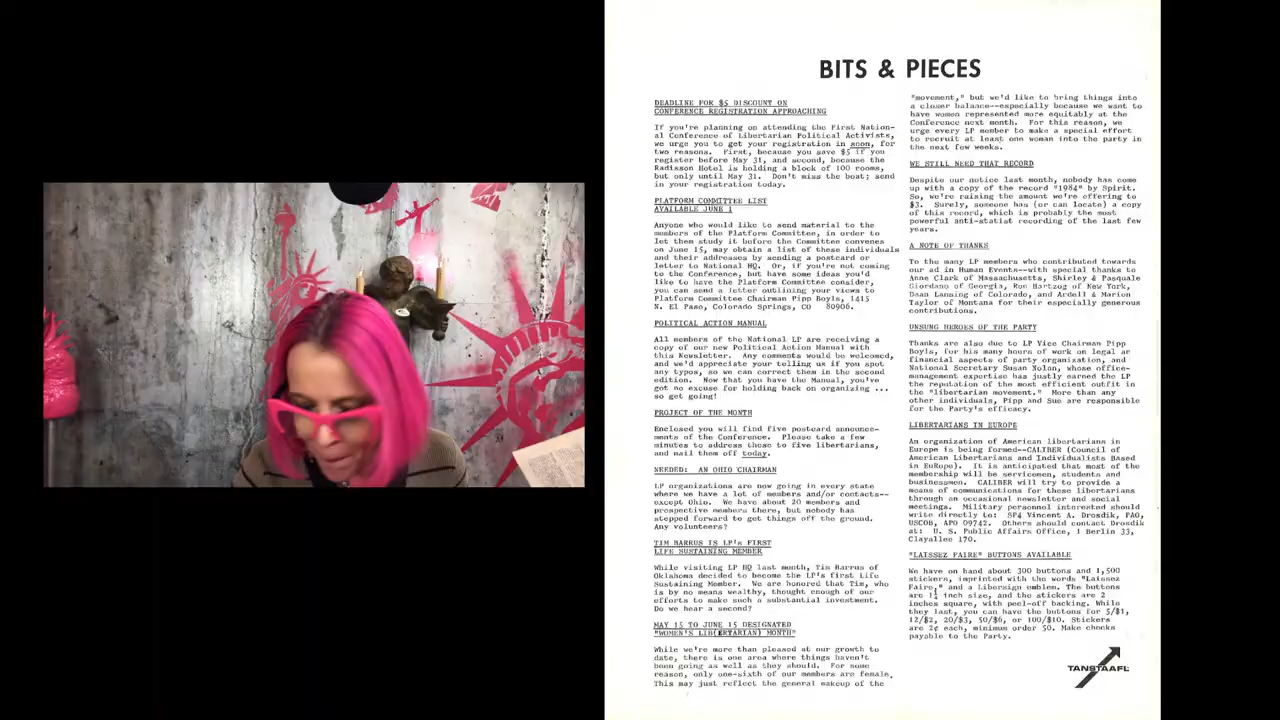 BITS & PIECES
DEADLINE FOR $5 DISCOUNT ON
CONFERENCE REGISTRATION APPROACHING
If you're planning on attending the First Nation-
al Conference of Libertarian Political Activists,
we urge you to get your registration in soon, for
two reasons. First, because you save $5 if you
register before May 31, and second, because the
Radisson Hotel is holding a block of 100 rooms,
but only until May 31. Don't miss the boat; send
in your registration today.
PLATFORM COMMITTEE LIST
AVAILABLE JUNE 1
Anyone who would like to send material to the
members of the Platform Committee, in order to
let them study it before the Committee convenes
on June 15, may obtain a list of these individuals
and their addresses by sending a postcard or
letter to National HQ. Or, if you're not coming
to the Conference, but have some ideas you'd
like to have the Platform Committee consider,
you can send a letter outlining your views to
Platform Committee Chairman Pipp Boyls, 1415
N. El Paso, Colorado Springs, CO 80906.
POLITICAL ACTION MANUAL
All members of the National LP are receiving a
copy of our new Political Action Manual with
this Newsletter. Any comments would be welcomed,
and we'd appreciate your telling us if you spot
any typos, so we can correct them in the second
edition. Now that you have the Manual, you've
got no excuse for holding back on organizing ...
so get going!
PROJECT OF THE MONTH
Enclosed you will find five postcard announce-
ments of the Conference. Please take a few
minutes to address these to five libertarians,
and mail them off today.
NEEDED: AN OHIO CHAIRMAN
LP organizations are now going in every state
where we have a lot of members and/or contacts--
except Ohio. We have about 20 members and
prospective members there, but nobody has
stepped forward to get things off the ground.
Any volunteers?
TIM BARRUS IS LP's FIRST
LIFE SUSTAINING MEMBER
While visiting LP HQ last month, Tim Barrus of
Oklahoma decided to become the LP's first Life
Sustaining Member. We are honored that Tim, who
is by no means wealthy, thought enough of our
efforts to make such a substantial investment.
Do we hear a second?
MAY 15 TO JUNE 15 DESIGNATED
"WOMEN'S LIB(ERTARIAN) MONTH"
While we're more than pleased at our growth to
date, there is one area where things haven't
been going as well as they should. For some
reason, only one-sixth of our members are female.
This may just reflect the general makeup of the
"movement," but we'd like to bring things into
a closer balance--especially because we want to
have women represented more equitably at the
Conference next month. For this reason, we
urge every LP member to make a special effort
to recruit at least one woman into the party in
the next few weeks.
WE STILL NEED THAT RECORD
Despite our notice last month, nobody has come
up with a copy of the record "1984" by Spirit.
So, we're raising the amount we're offering to
$3. Surely, someone has (or can locate) a copy
of this record, which is probably the most
powerful anti-statist recording of the last few
years.
A NOTE OF THANKS
To the many LP members who contributed towards
our ad in Human Events--with special thanks to
Anne Clark of Massachusetts, Shirley & Pasquale
Giordano of Georgia, Ron Hartzog of New York,
Dean Lansing of Colorado, and Ardell & Marion
Taylor of Montana for their especially generous
contributions.
UNSUNG HEROES OF THE PARTY
Thanks are also due to LP Vice Chairman Pipp
Boyls, for his many hours of work on legal and
financial aspects of party organization, and
National Secretary Susan Nolan, whose office-
management expertise has justly earned the LP
the reputation of the most efficient outfit in
the "libertarian movement." More than any
other individuals, Pipp and Sue are responsible
for the Party's efficacy.
LIBERTARIANS IN EUROPE
An organization of American libertarians in
Europe is being formed--CALIBER (Council of
American Libertarians and Individualists Based
in EuRope). It is anticipated that most of the
membership will be servicemen, students and
businessmen. CALIBER will try to provide a
means of communications for these libertarians
through an occasional newsletter and social
meetings. Military personnel interested should
write directly to: SP4 Vincent A. Drosdik, PAO,
USCOB, APO 09742. Others should contact Drosdik
at: U. S. Public Affairs Office, 1 Berlin 33,
Clayallee 170.
"LAISSEZ FAIRE" BUTTONS AVAILABLE
We have on hand about 300 buttons and 1,500
stickers, imprinted with the words "Laissez
Faire," and a Libersign emblem. The buttons
are 1¼ inch size, and the stickers are 2
inches square, with peel-off backing. While
they last, you can have the buttons for 5/$1,
12/$2, 20/$3, 50/$6, or 100/$10. Stickers
are 2¢ each, minimum order 50. Make checks
payable to the Party.
TANSTAAFL